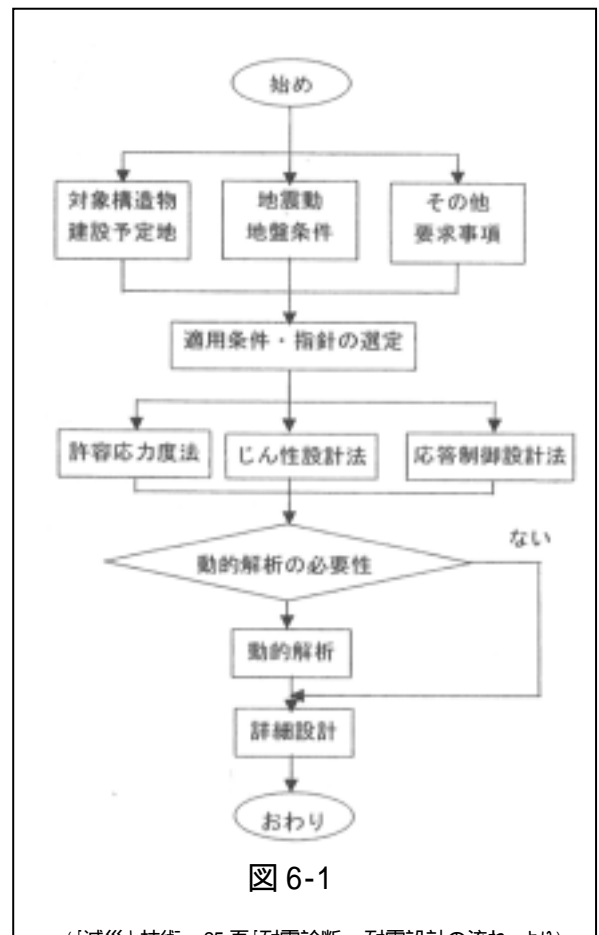 始め
対象構造物
建設予定地
地震動
地盤条件
その他
要求事項
適用条件・指針の選定
許容応力度法
じん性設計法
応答制御設計法
動的解析の必要性
ない
動的解析
詳細設計
おわり
図 6-1